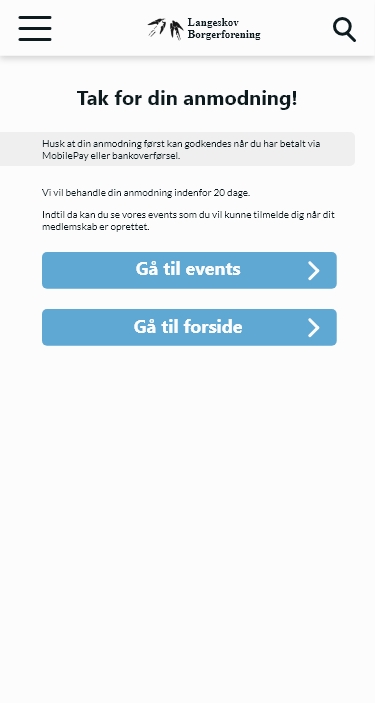 Langeskov
Borgerforening
Tak for din anmodning!
Husk at din anmodning først kan godkendes når du har betalt via
MobilePay eller bankoverførsel.
Vi vil behandle din anmodning indenfor 20 dage.
Indtil da kan du se vores events som du vil kunne tilmelde dig når dit
medlemskab er oprettet.
Gå til events
Gå til forside